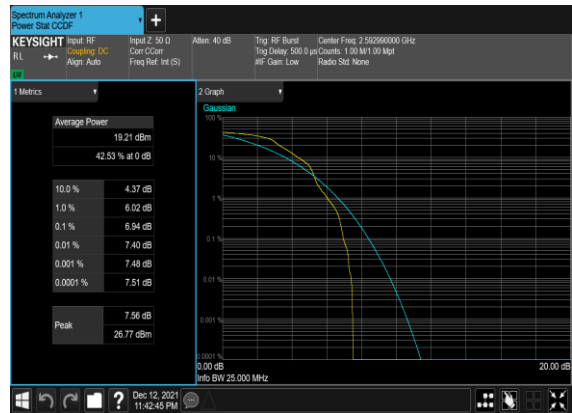 Spectrum Analyzer 1
Power Stat CCDF
KEYSIGHT
RL
Input: RF
Coupling: DC
Align: Auto
Input Z: 50 Ω
Corr CCorr
Freq Ref: Int (S)
Atten: 40 dB
Trig: RF Burst
Trig Delay: 500.0 µs
#IF Gain: Low
Center Freq: 2.592990000 GHz
Counts: 1.00 M/1.00 Mpt
Radio Std: None
1 Metrics
Average Power
19.21 dBm
42.53 % at 0 dB
10.0 % 4.37 dB
1.0 % 6.02 dB
0.1 % 6.94 dB
0.01 % 7.40 dB
0.001 % 7.48 dB
0.0001 % 7.51 dB
Peak
7.56 dB
26.77 dBm
2 Graph
Gaussian
100 %
10 %
1 %
0.1 %
0.01 %
0.001 %
0.0001 %
0.00 dB
20.00 dB
Info BW 25.000 MHz
Dec 12, 2021
11:42:45 PM